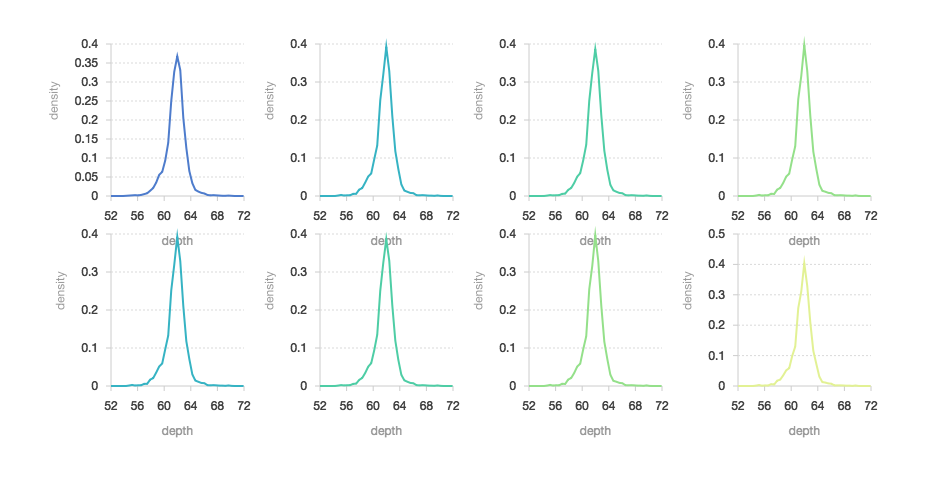 0.4 0.4 0.4 0.4
0.35
0.3 0.3 0.3 0.3
0.25
0.2 0.2 0.2 0.2
0.15
0.1 0.1 0.1 0.1
0.05
0 0 0 0
density density density density
52 56 60 64 68 72 52 56 60 64 68 72 52 56 60 64 68 72 52 56 60 64 68 72
depth depth depth depth
0.4 0.4 0.4 0.5
0.4
0.3 0.3 0.3 0.3
0.2 0.2 0.2 0.2
0.1 0.1 0.1 0.1
0 0 0 0
density density density density
52 56 60 64 68 72 52 56 60 64 68 72 52 56 60 64 68 72 52 56 60 64 68 72
depth depth depth depth